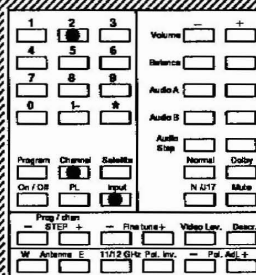 1 2 3 Volume - +
4 5 6 Balance
7 8 9 Audio A
0 1- * Audio B
Audio Step
Program Channel Satellite Normal Dolby
On / Off PL Input N J17 Mute
Prog / chan
- STEP + - Finetune + Video Lev. Descr.
W Antenna E 11/12 GHz Pol. Inv. - Pol. Adj. +